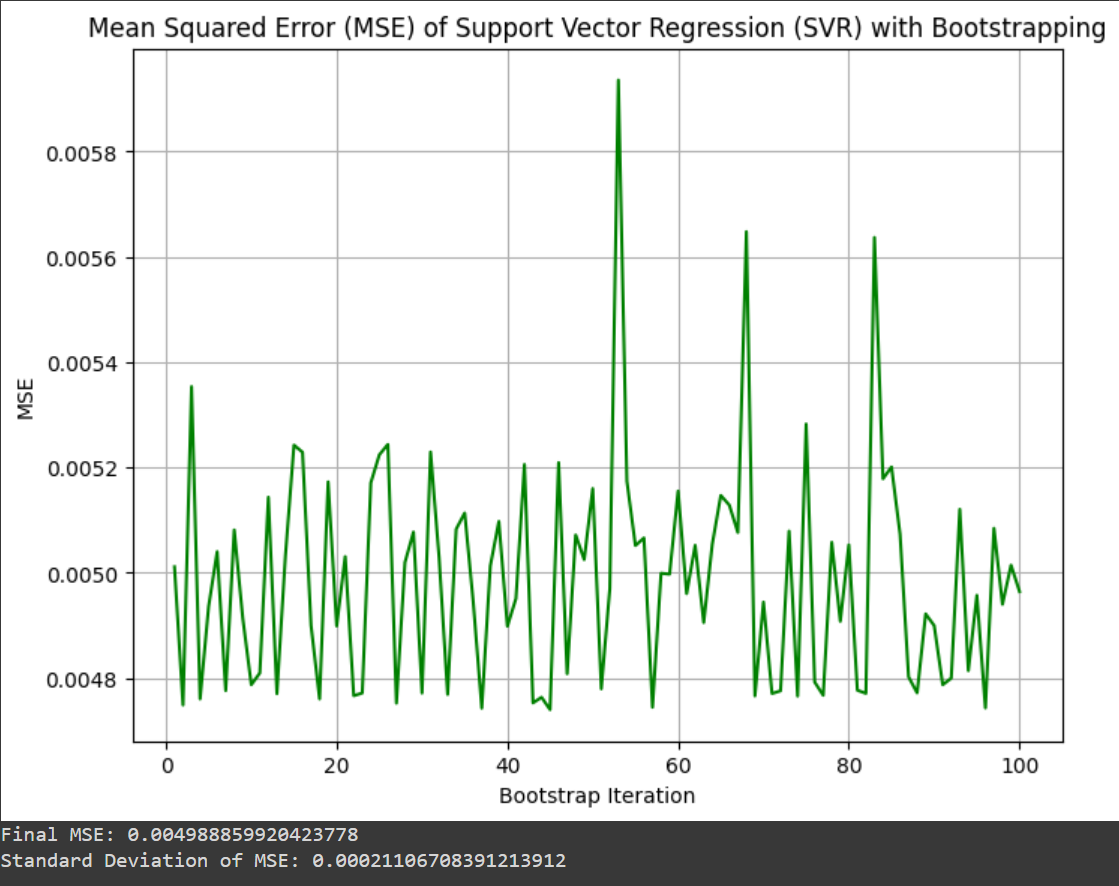 Mean Squared Error (MSE) of Support Vector Regression (SVR) with Bootstrapping
0.0058
0.0056
0.0054
0.0052
0.0050
0.0048
MSE
0 20 40 60 80 100
Bootstrap Iteration
Final MSE: 0.004988859920423778
Standard Deviation of MSE: 0.00021106708391213912